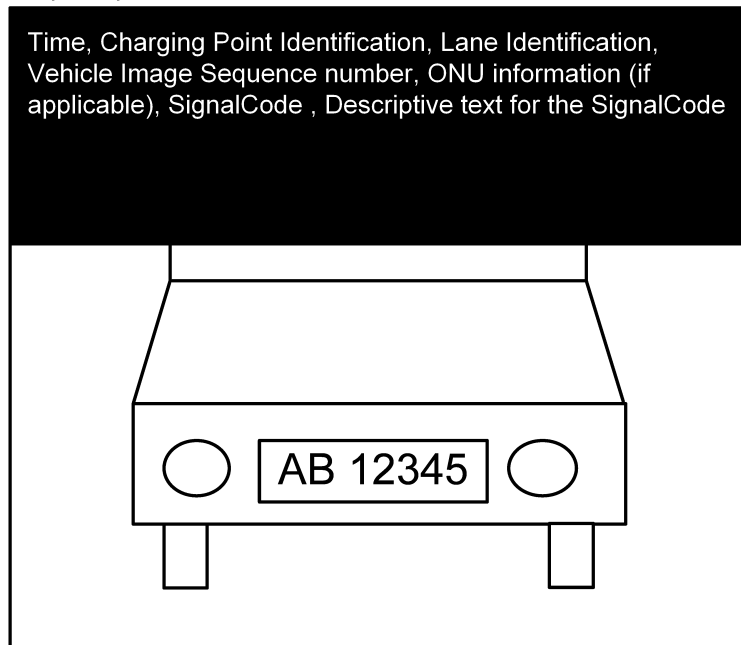 Time, Charging Point Identification, Lane Identification,
Vehicle Image Sequence number, ONU information (if
applicable), SignalCode , Descriptive text for the SignalCode
AB 12345